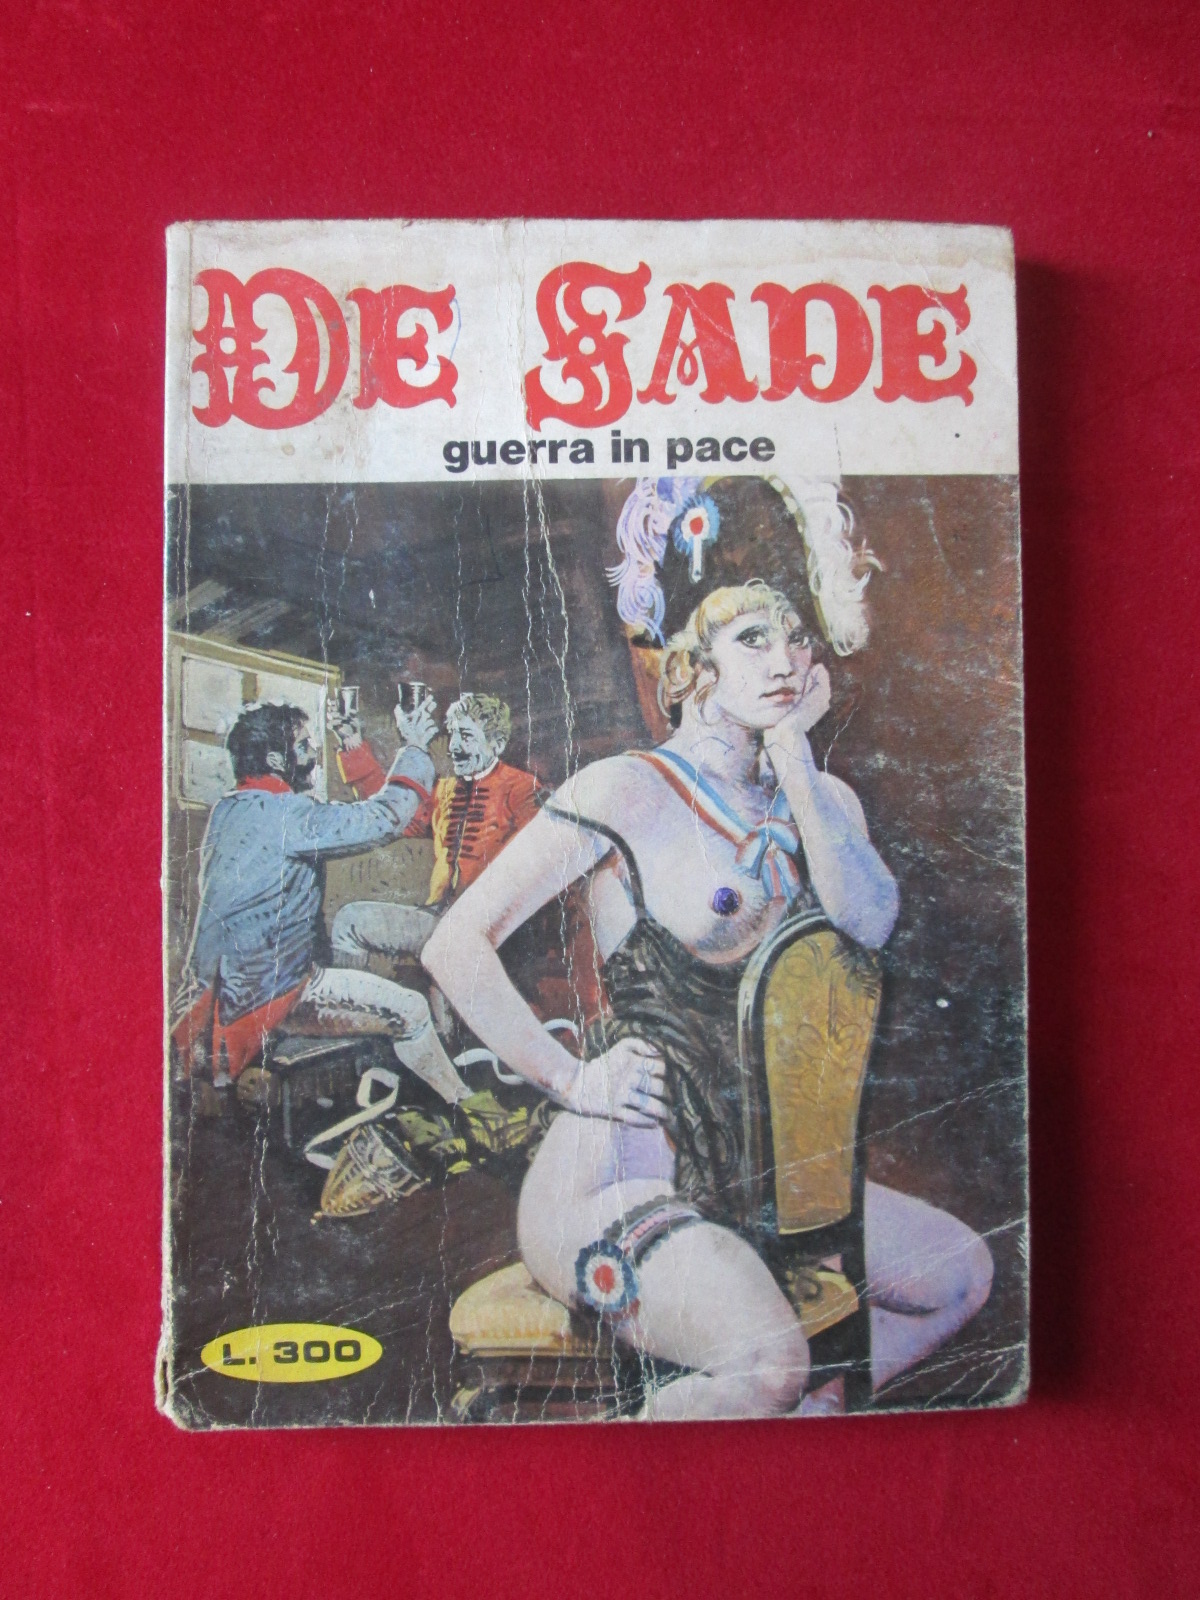 DE SADE
guerra in pace
L. 300